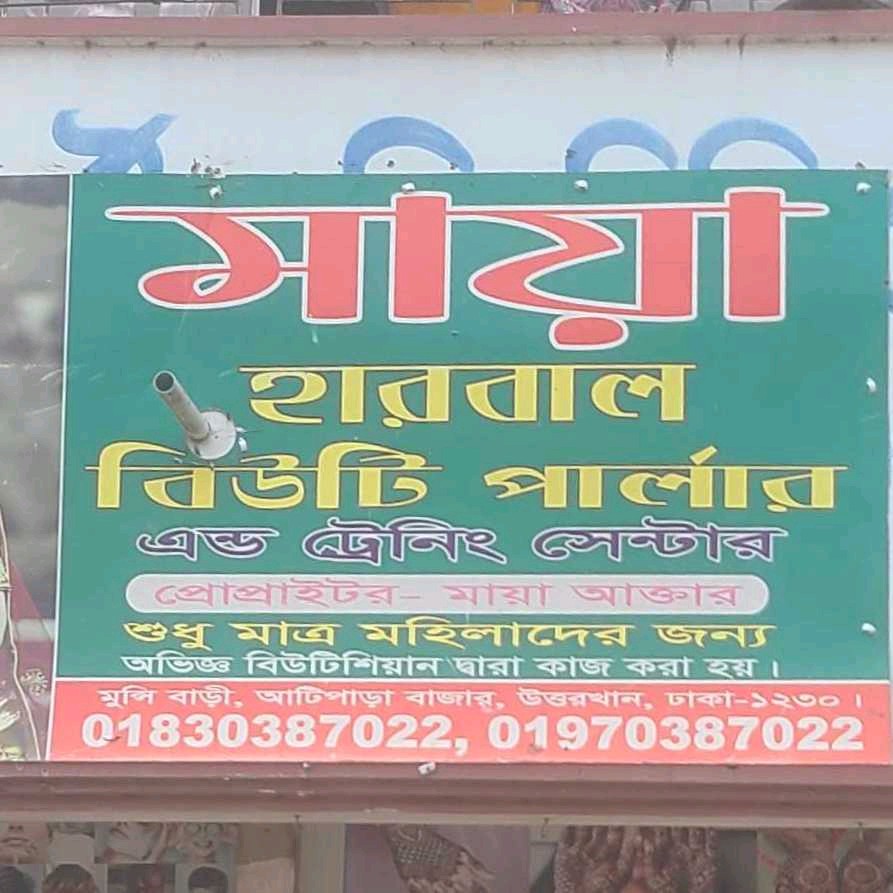 মায়া
হারবাল
বিউটি পার্লার
এন্ড ট্রেনিং সেন্টার
প্রোপ্রাইটর- মায়া আক্তার
শুধু মাত্র মহিলাদের জন্য
অভিজ্ঞ বিউটিশিয়ান দ্বারা কাজ করা হয়।
মুন্সি বাড়ী, আটিপাড়া বাজার, উত্তরখান, ঢাকা-১২৩০।
01830387022, 01970387022